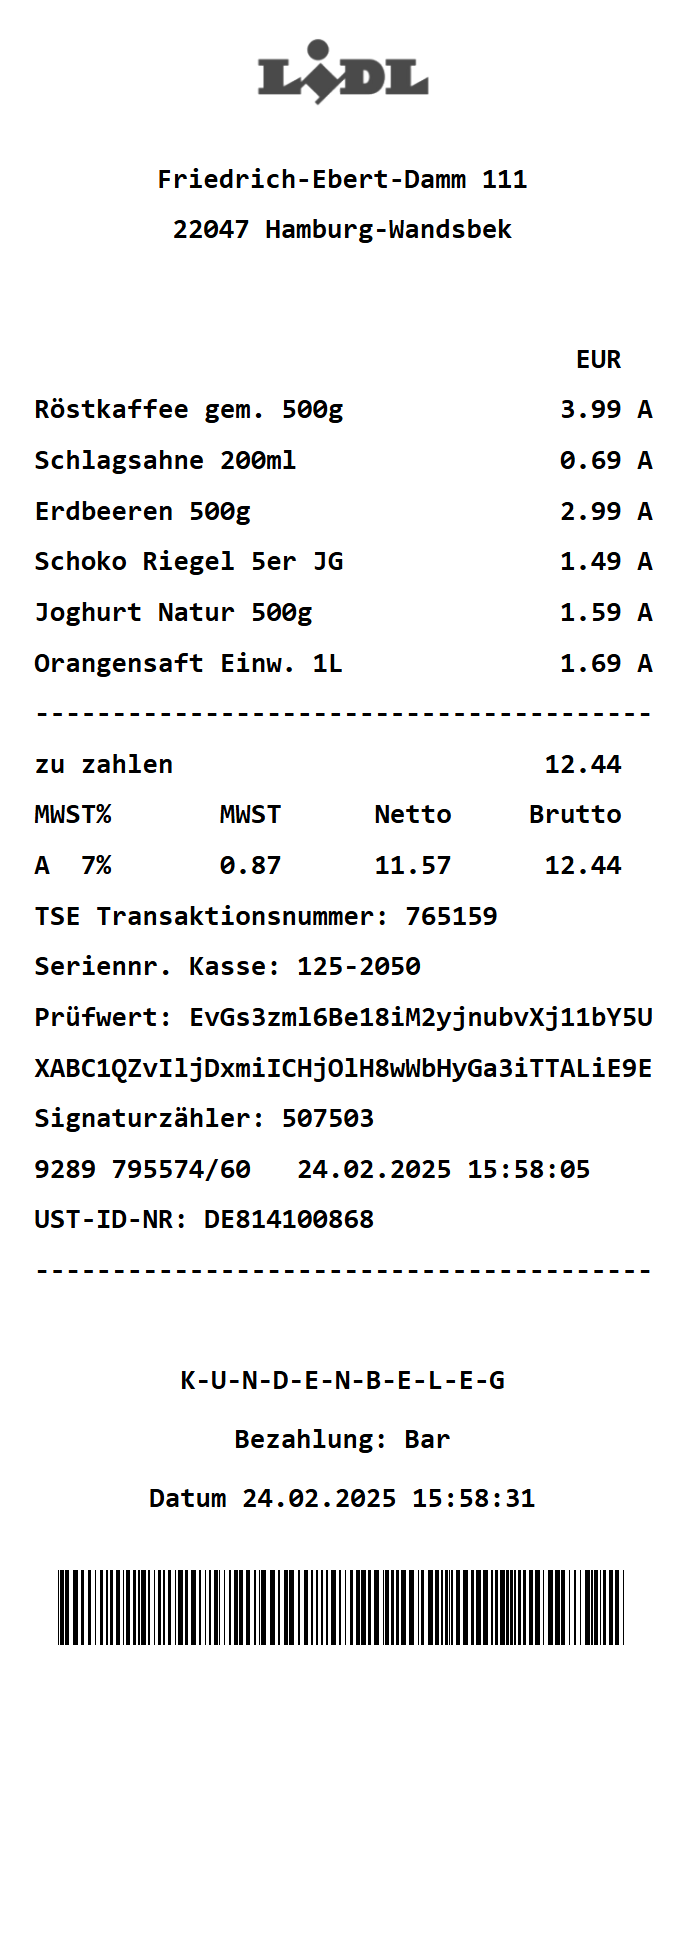 LIDL
Friedrich-Ebert-Damm 111
22047 Hamburg-Wandsbek
EUR
Röstkaffee gem. 500g 3.99 A
Schlagsahne 200ml 0.69 A
Erdbeeren 500g 2.99 A
Schoko Riegel 5er JG 1.49 A
Joghurt Natur 500g 1.59 A
Orangensaft Einw. 1L 1.69 A
----------------------------------------
zu zahlen 12.44
MWST% MWST Netto Brutto
A 7% 0.87 11.57 12.44
TSE Transaktionsnummer: 765159
Seriennr. Kasse: 125-2050
Prüfwert: EvGs3zml6Be18iM2yjnubvXj11bY5U
XABC1QZvIljDxmiICHjOlH8wWbHyGa3iTTALiE9E
Signaturzähler: 507503
9289 795574/60 24.02.2025 15:58:05
UST-ID-NR: DE814100868
----------------------------------------
K-U-N-D-E-N-B-E-L-E-G
Bezahlung: Bar
Datum 24.02.2025 15:58:31